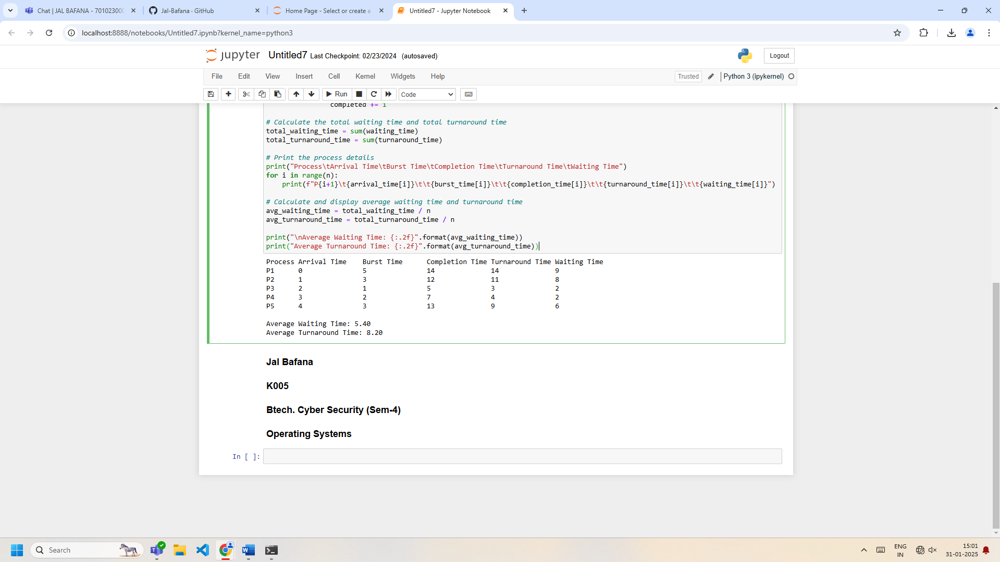 Chat | JAL BAFANA - 70102300
Jal-Bafana · GitHub
Home Page - Select or create a
Untitled7 - Jupyter Notebook
localhost:8888/notebooks/Untitled7.ipynb?kernel_name=python3
jupyter Untitled7 Last Checkpoint: 02/23/2024 (autosaved) Logout
File Edit View Insert Cell Kernel Widgets Help Trusted Python 3 (ipykernel)
Run Code
completed += 1
# Calculate the total waiting time and total turnaround time
total_waiting_time = sum(waiting_time)
total_turnaround_time = sum(turnaround_time)
# Print the process details
print("Process\tArrival Time\tBurst Time\tCompletion Time\tTurnaround Time\tWaiting Time")
for i in range(n):
    print(f"P{i+1}\t{arrival_time[i]}\t\t{burst_time[i]}\t\t{completion_time[i]}\t\t{turnaround_time[i]}\t\t{waiting_time[i]}")
# Calculate and display average waiting time and turnaround time
avg_waiting_time = total_waiting_time / n
avg_turnaround_time = total_turnaround_time / n
print("\nAverage Waiting Time: {:.2f}".format(avg_waiting_time))
print("Average Turnaround Time: {:.2f}".format(avg_turnaround_time))
Process Arrival Time Burst Time Completion Time Turnaround Time Waiting Time
P1 0 5 14 14 9
P2 1 3 12 11 8
P3 2 1 5 3 2
P4 3 2 7 4 2
P5 4 3 13 9 6
Average Waiting Time: 5.40
Average Turnaround Time: 8.20
Jal Bafana
K005
Btech. Cyber Security (Sem-4)
Operating Systems
In [ ]:
Search
ENG
IN
15:01
31-01-2025